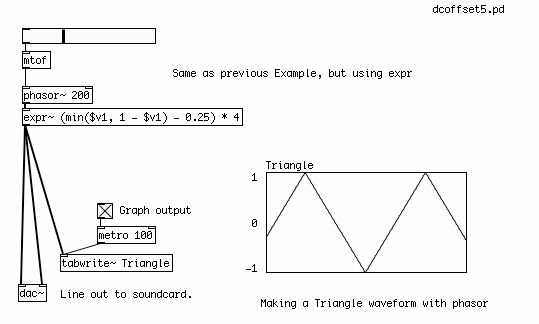 dcoffset5.pd
mtof
Same as previous Example, but using expr
phasor~ 200
expr~ (min($v1, 1 - $v1) - 0.25) * 4
Triangle
1
0
-1
Graph output
metro 100
tabwrite~ Triangle
dac~
Line out to soundcard.
Making a Triangle waveform with phasor